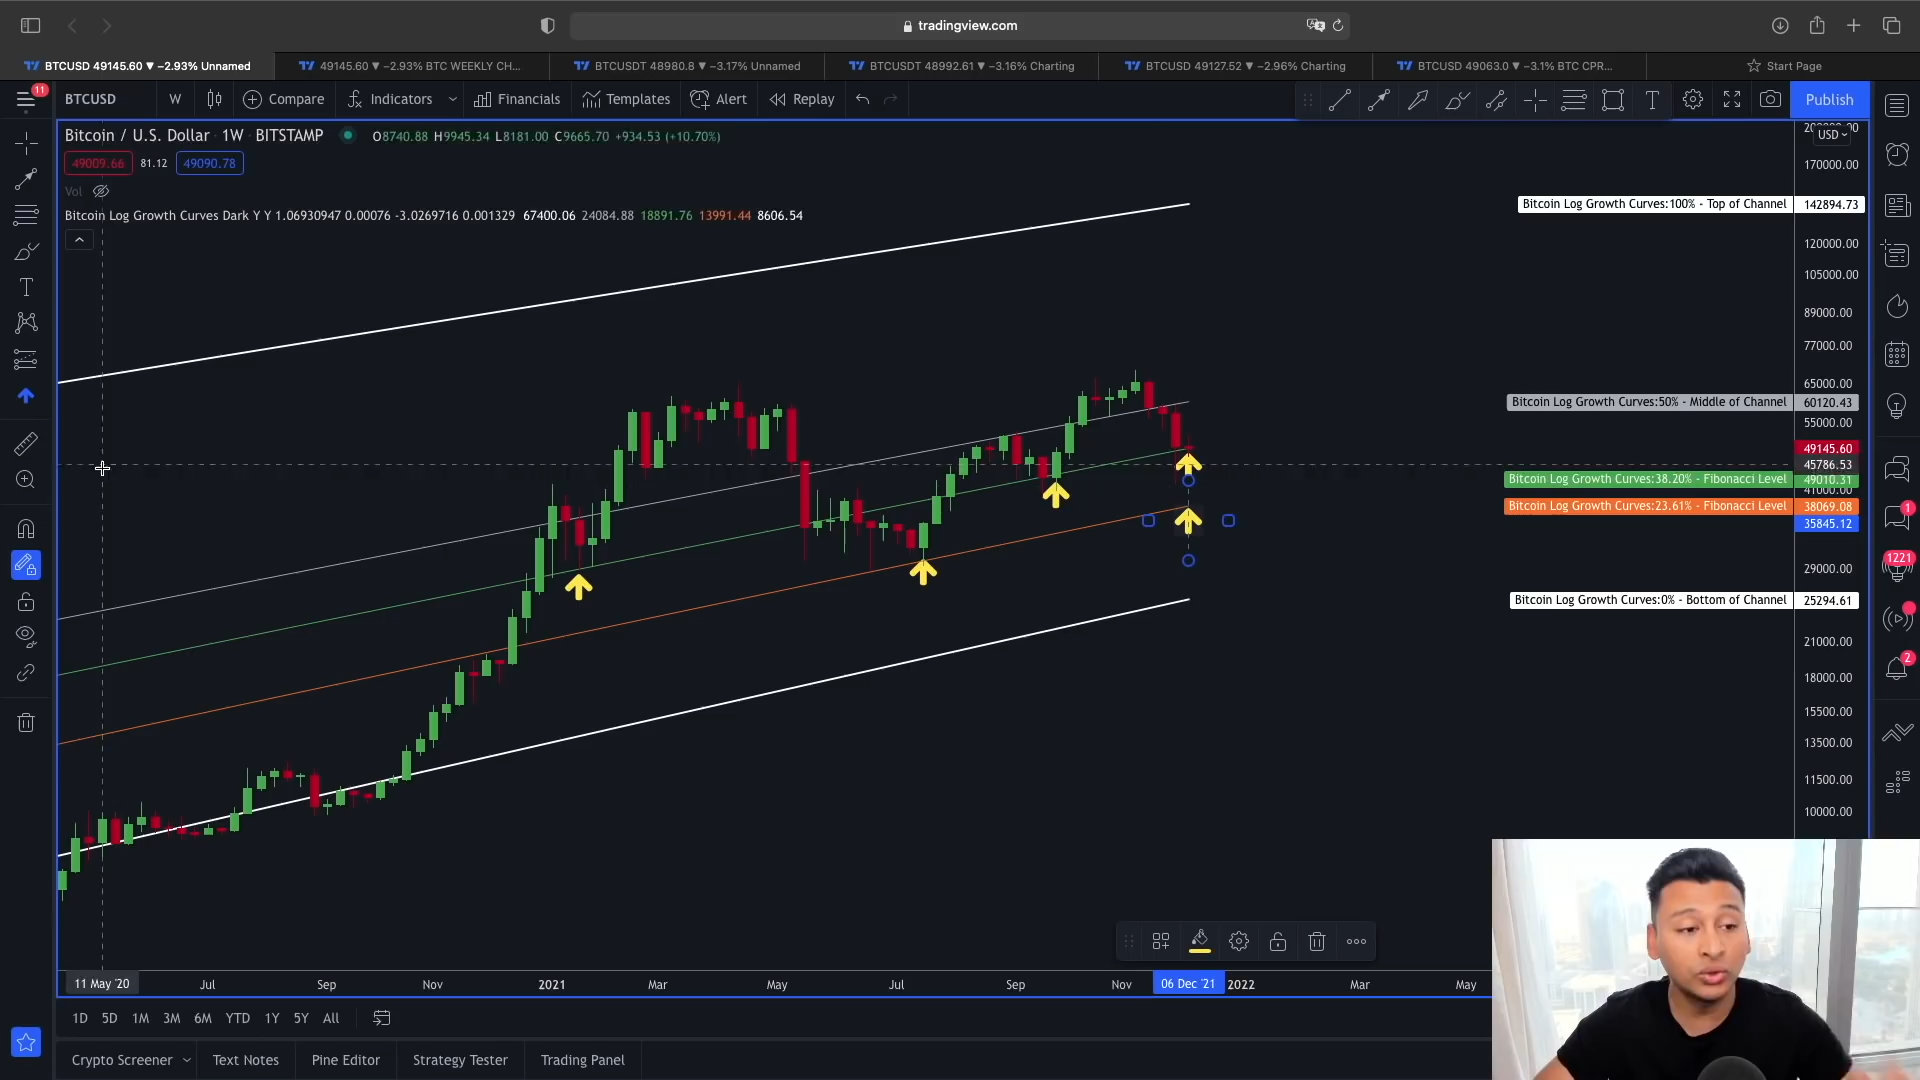 tradingview.com
BTCUSD 49145.60 ▼ −2.93% Unnamed
49145.60 ▼ −2.93% BTC WEEKLY CH...
BTCUSDT 48980.8 ▼ −3.17% Unnamed
BTCUSDT 48992.61 ▼ −3.16% Charting
BTCUSD 49127.52 ▼ −2.96% Charting
BTCUSD 49063.0 ▼ −3.1% BTC CPR...
Start Page
11
BTCUSD W Compare Indicators Financials Templates Alert Replay T Publish
Bitcoin / U.S. Dollar 1W BITSTAMP O8740.88 H9945.34 L8181.00 C9665.70 +934.53 (+10.70%)
USD
49009.66 81.12 49090.78
170000.00
Vol
Bitcoin Log Growth Curves:100% - Top of Channel 142894.73
Bitcoin Log Growth Curves Dark Y Y 1.06930947 0.00076 -3.0269716 0.001329 67400.06 24084.88 18891.76 13991.44 8606.54
120000.00
105000.00
89000.00
77000.00
65000.00
Bitcoin Log Growth Curves:50% - Middle of Channel 60120.43
55000.00
49145.60
45786.53
Bitcoin Log Growth Curves:38.20% - Fibonacci Level 49010.31
41000.00
Bitcoin Log Growth Curves:23.61% - Fibonacci Level 38069.08
35845.12
1
1221
29000.00
Bitcoin Log Growth Curves:0% - Bottom of Channel 25294.61
21000.00
2
18000.00
15500.00
13500.00
11500.00
10000.00
11 May '20 Jul Sep Nov 2021 Mar May Jul Sep Nov 06 Dec '21 2022 Mar May
1D 5D 1M 3M 6M YTD 1Y 5Y All
Crypto Screener Text Notes Pine Editor Strategy Tester Trading Panel